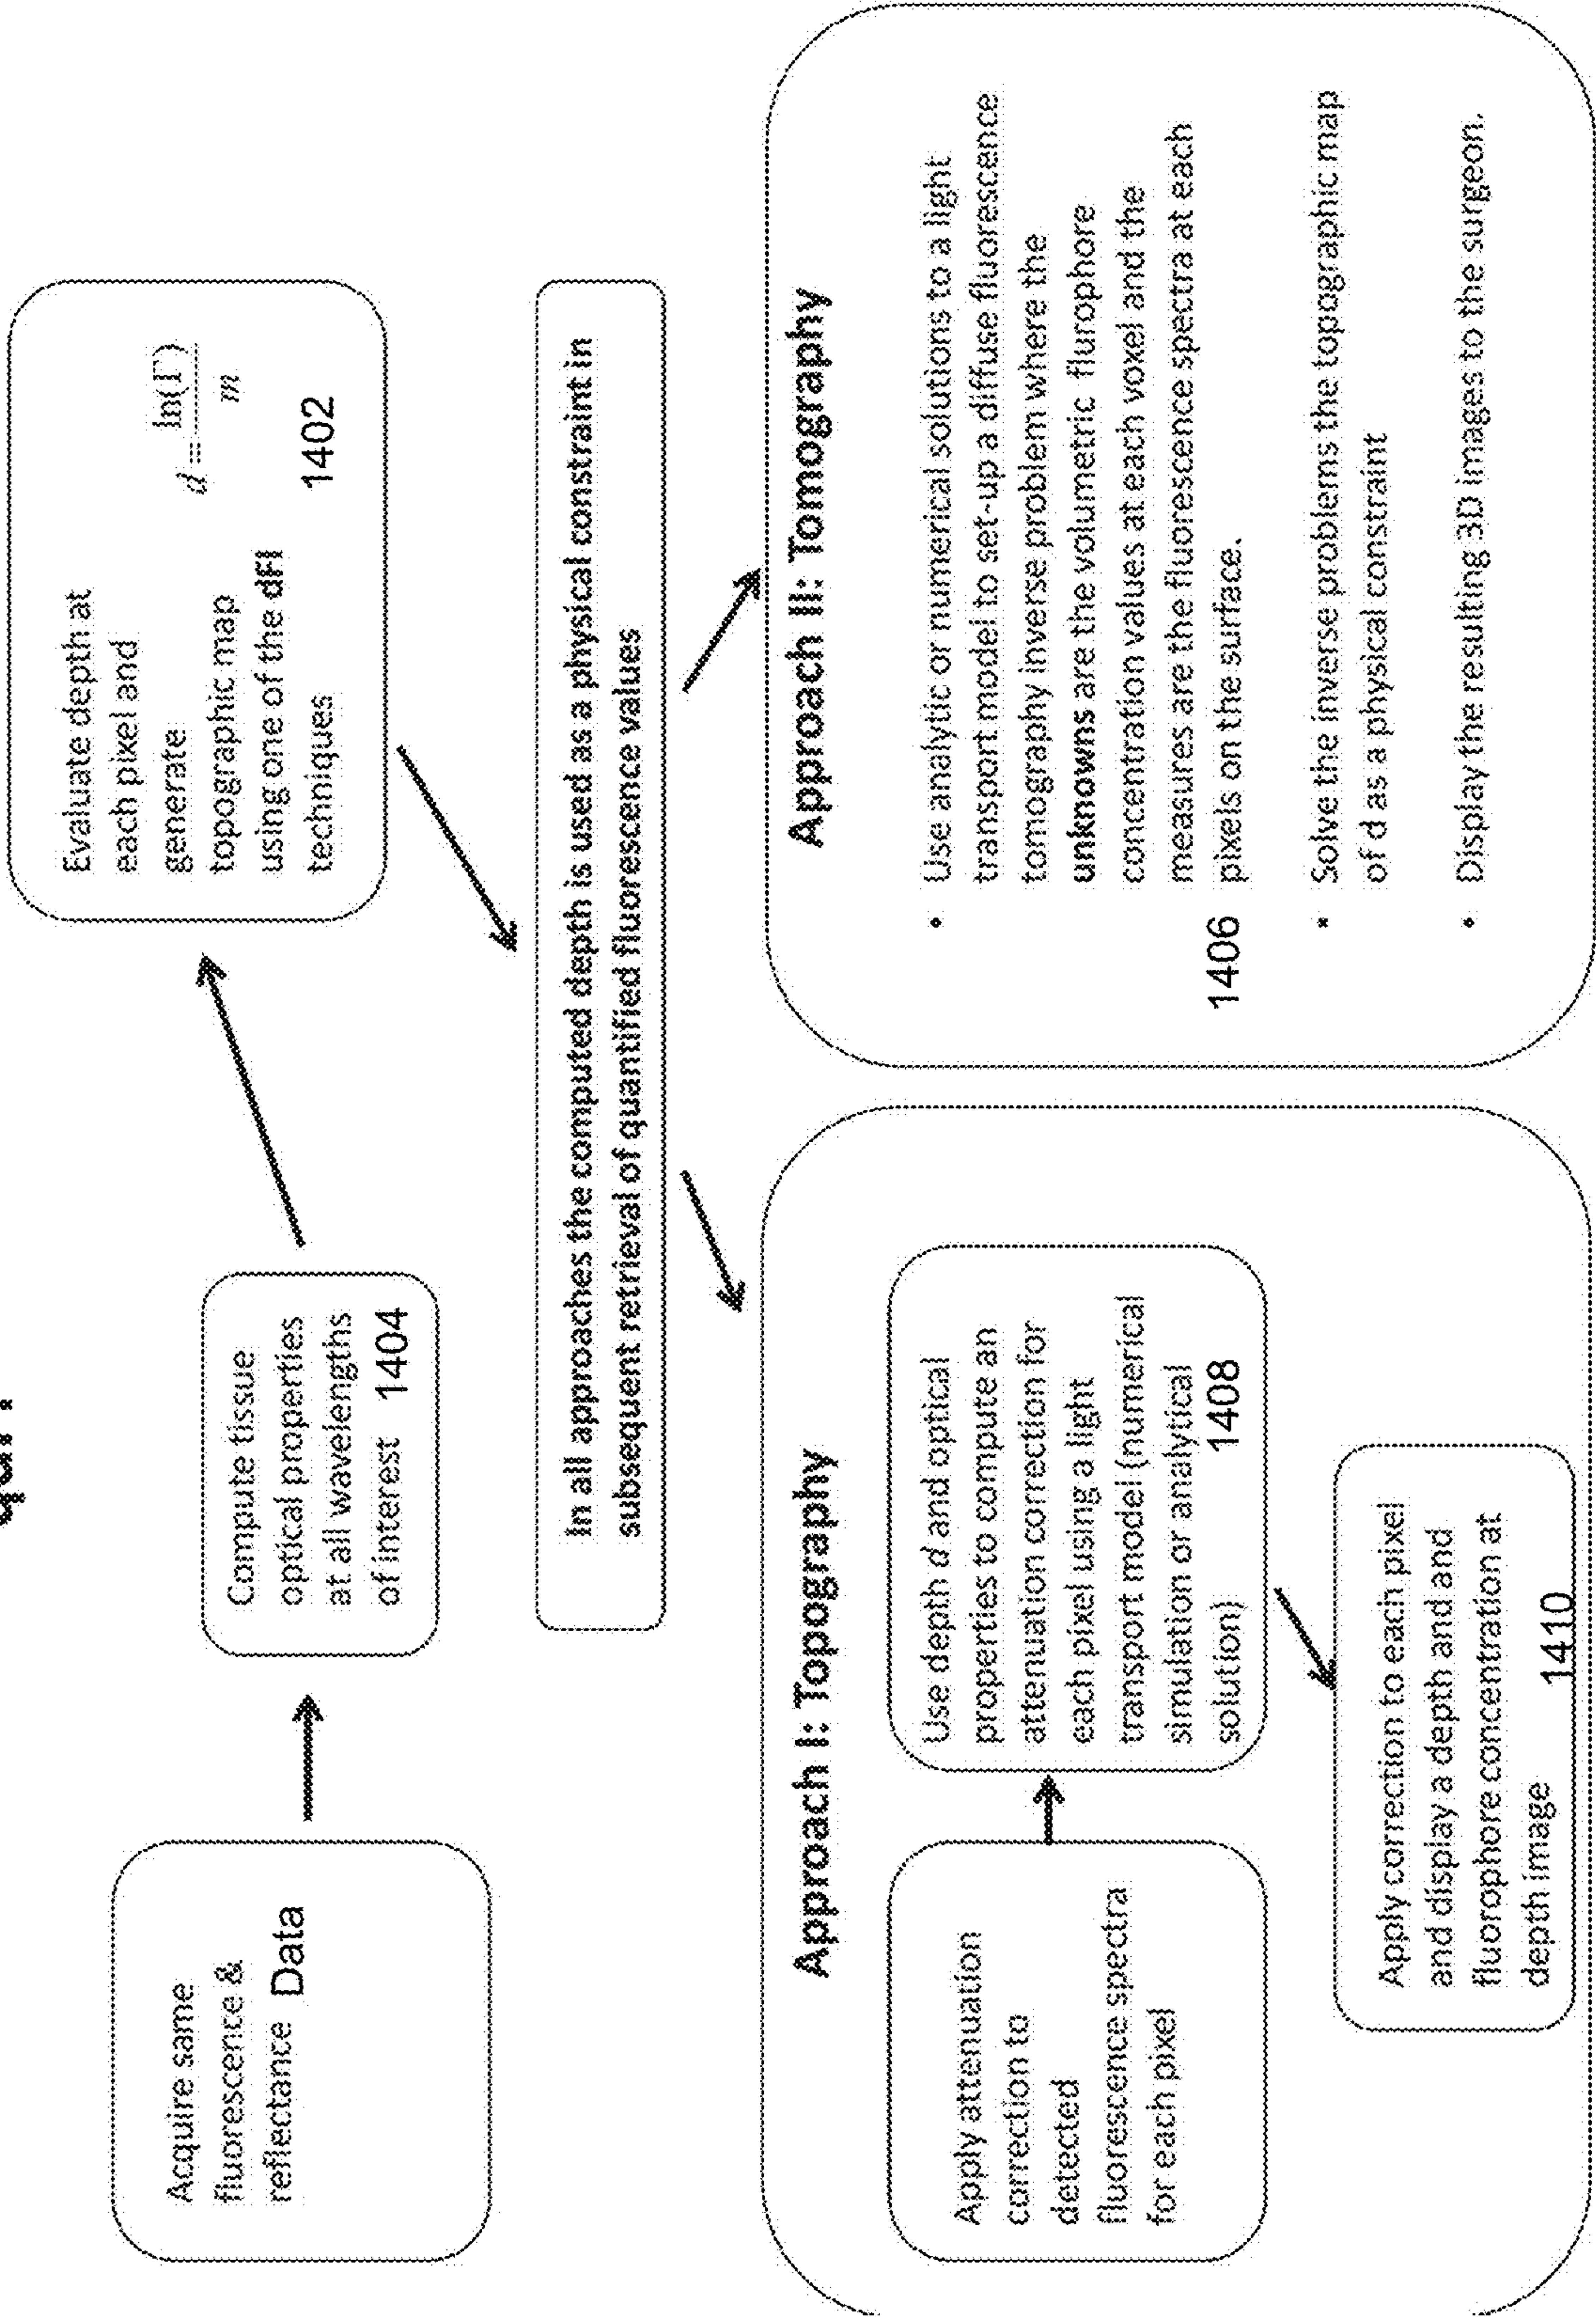 Acquire same
fluorescence &
reflectance Data
Compute tissue
optical properties
at all wavelengths
of interest 1404
Evaluate depth at
each pixel and
generate
topographic map
using one of the dFI
techniques
d = ln(Γ)
m
1402
In all approaches the computed depth is used as a physical constraint in
subsequent retrieval of quantified fluorescence values
Approach I: Topography
Apply attenuation
correction to
detected
fluorescence spectra
for each pixel
Use depth d and optical
properties to compute an
attenuation correction for
each pixel using a light
transport model (numerical
simulation or analytical
solution) 1408
Apply correction to each pixel
and display a depth and and
fluorophore concentration at
depth image 1410
Approach II: Tomography
• Use analytic or numerical solutions to a light
transport model to set-up a diffuse fluorescence
tomography inverse problem where the
unknowns are the volumetric flurophore
concentration values at each voxel and the
measures are the fluorescence spectra at each
pixels on the surface.
1406
• Solve the inverse problems the topographic map
of d as a physical constraint
• Display the resulting 3D images to the surgeon.